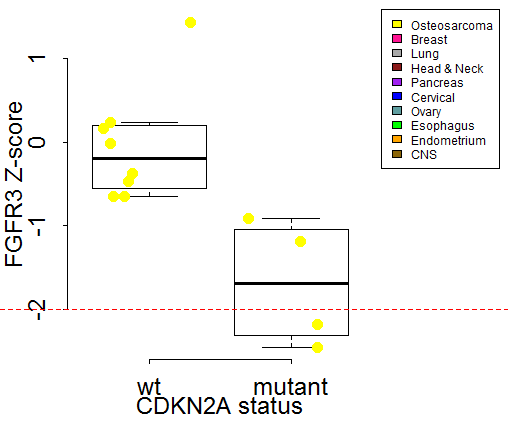 Osteosarcoma
Breast
Lung
Head & Neck
Pancreas
Cervical
Ovary
Esophagus
Endometrium
CNS
FGFR3 Z-score
1
0
-1
-2
wt mutant
CDKN2A status